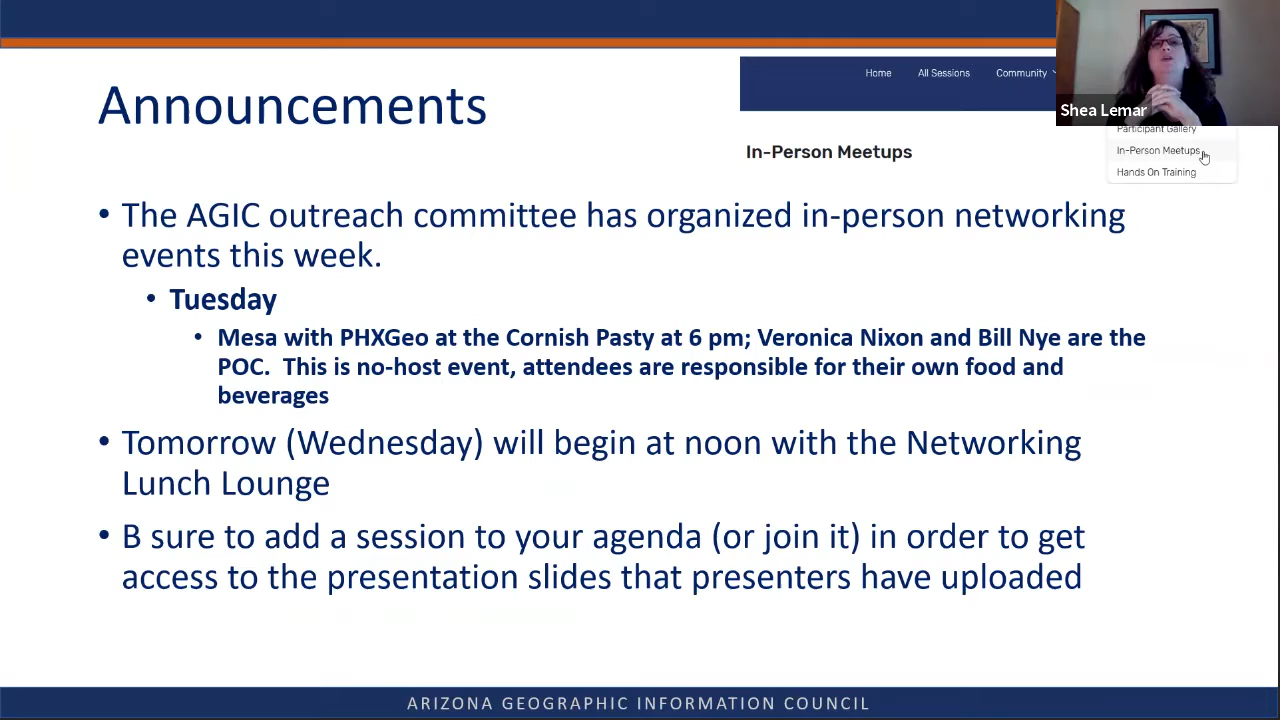 Home All Sessions Community
Shea Lemar
Announcements
Participant Gallery
In-Person Meetups
In-Person Meetups
Hands On Training
• The AGIC outreach committee has organized in-person networking
events this week.
• Tuesday
• Mesa with PHXGeo at the Cornish Pasty at 6 pm; Veronica Nixon and Bill Nye are the
POC. This is no-host event, attendees are responsible for their own food and
beverages
• Tomorrow (Wednesday) will begin at noon with the Networking
Lunch Lounge
• B sure to add a session to your agenda (or join it) in order to get
access to the presentation slides that presenters have uploaded
ARIZONA GEOGRAPHIC INFORMATION COUNCIL